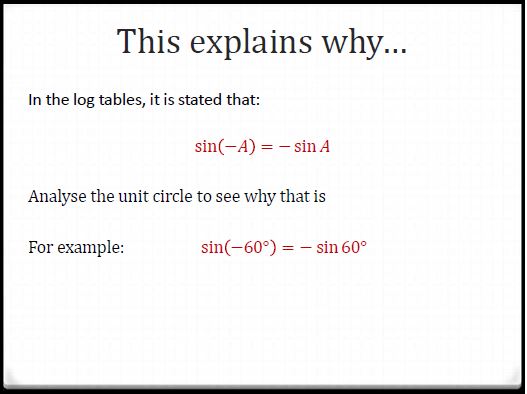 This explains why…
In the log tables, it is stated that:
sin(−A) = − sin A
Analyse the unit circle to see why that is
For example: sin(−60°) = − sin 60°